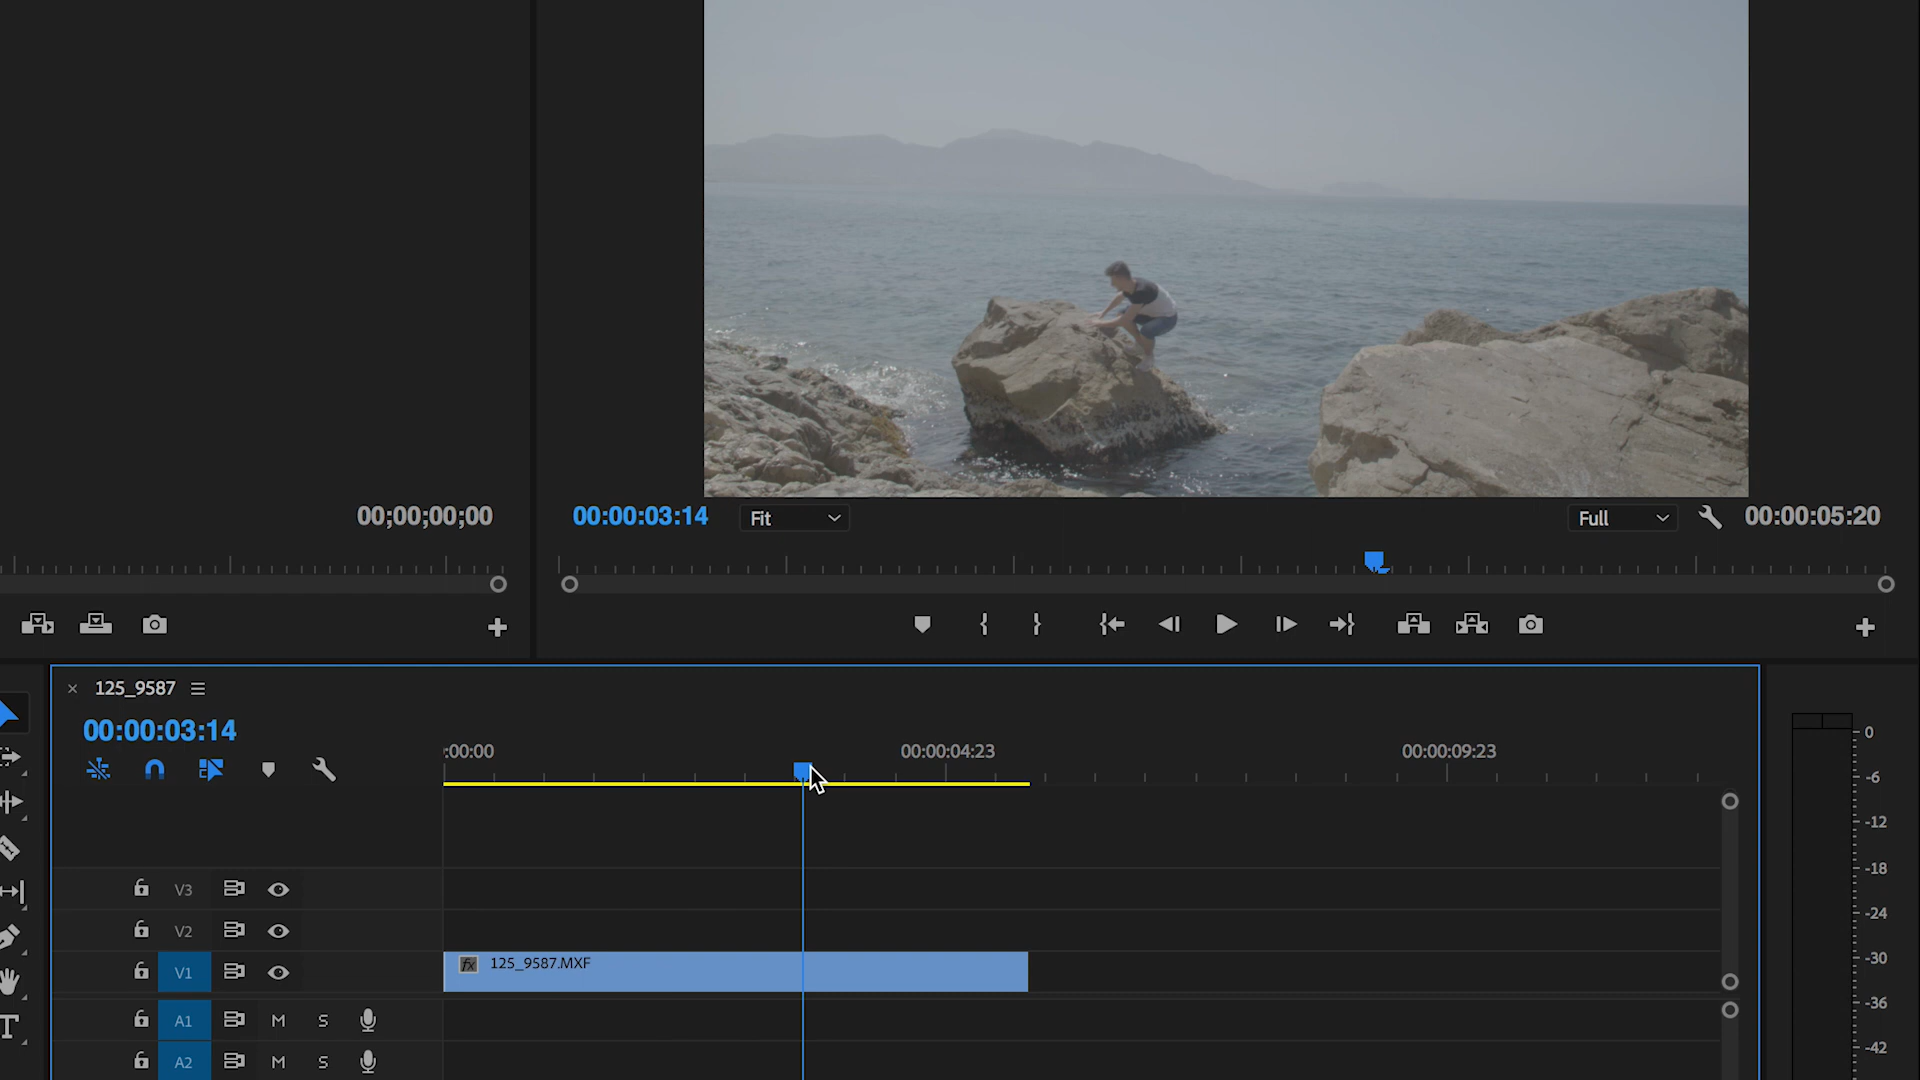 00;00;00;00
00:00:03:14
Fit
Full
00:00:05:20
125_9587
00:00:03:14
:00:00
00:00:04:23
00:00:09:23
0
-6
-12
-18
-24
-30
-36
-42
V3
V2
V1
fx 125_9587.MXF
A1 M S
A2 M S